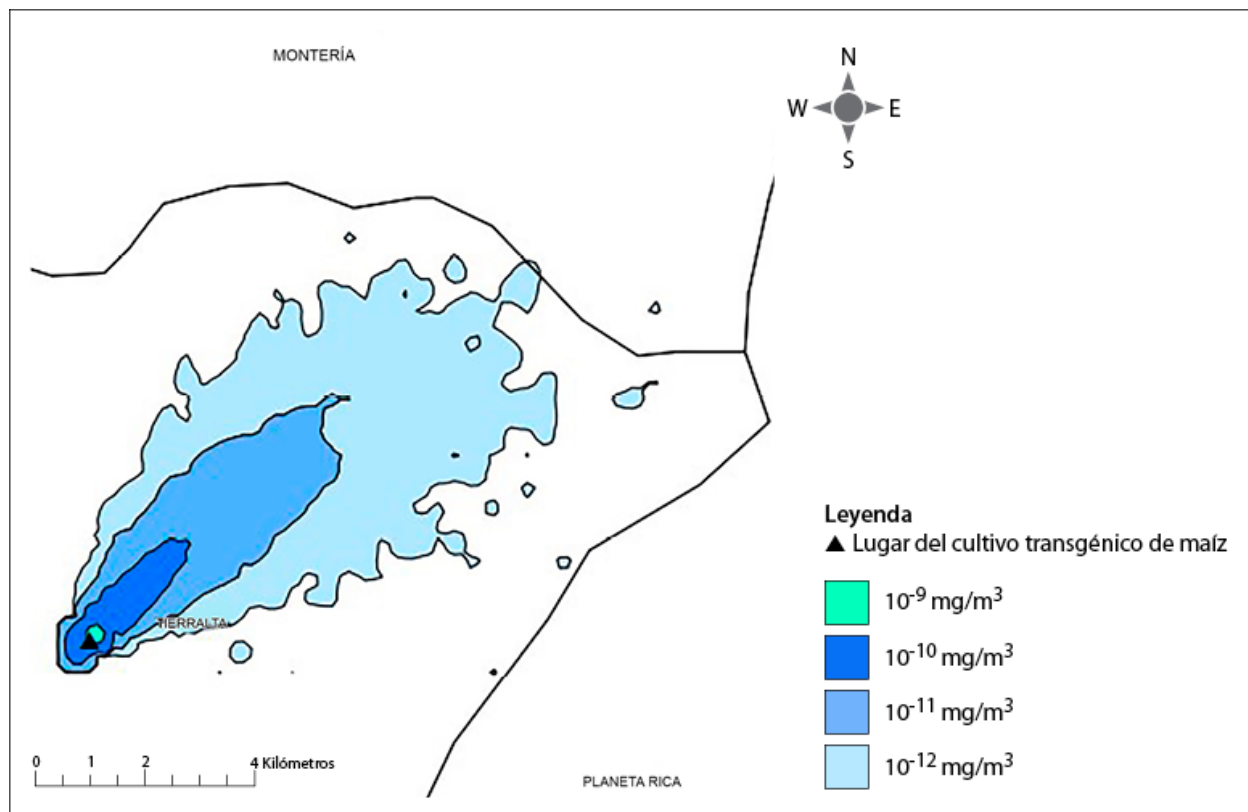 MONTERÍA
N
W E
S
TIERRALTA
Leyenda
▲ Lugar del cultivo transgénico de maíz
10-9 mg/m3
10-10 mg/m3
10-11 mg/m3
10-12 mg/m3
0 1 2 4 Kilómetros
PLANETA RICA